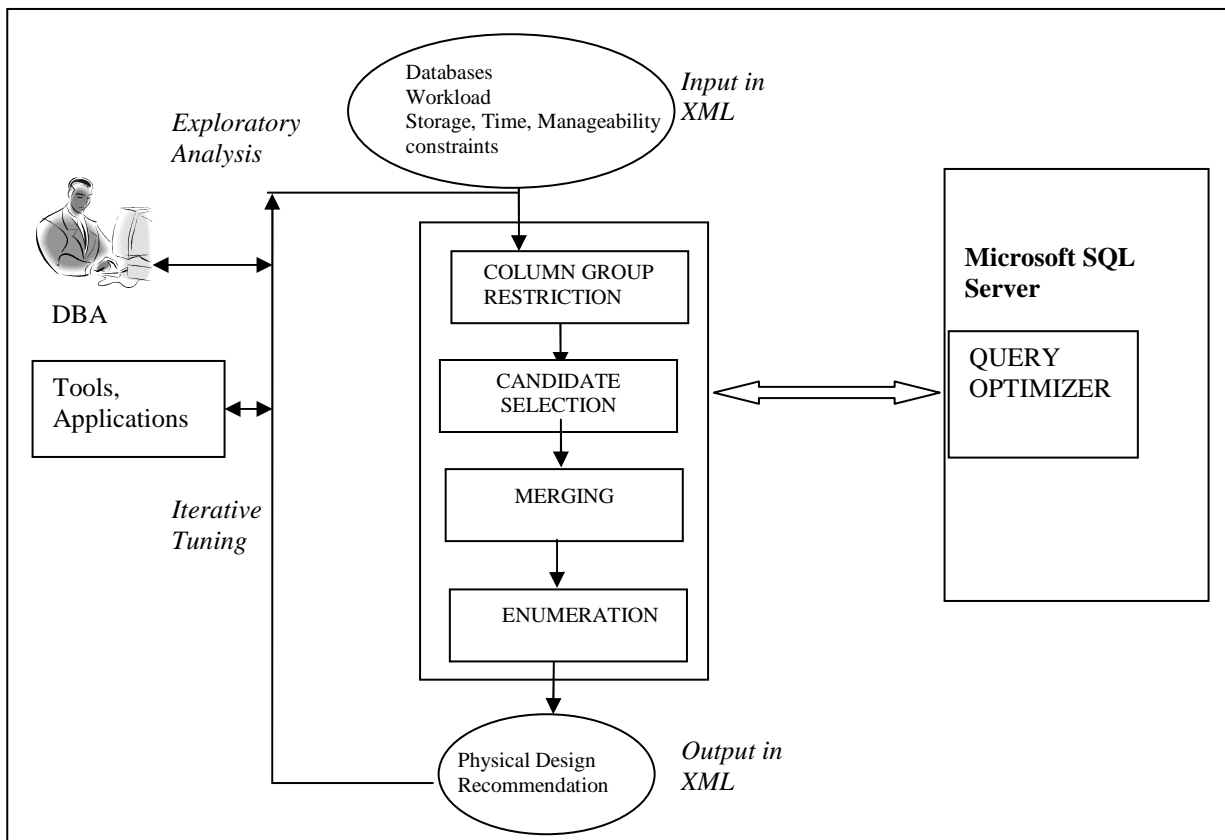 Databases
Workload
Storage, Time, Manageability
constraints
Input in
XML
Exploratory
Analysis
DBA
Tools,
Applications
Iterative
Tuning
COLUMN GROUP
RESTRICTION
CANDIDATE
SELECTION
MERGING
ENUMERATION
Physical Design
Recommendation
Output in
XML
Microsoft SQL
Server
QUERY
OPTIMIZER